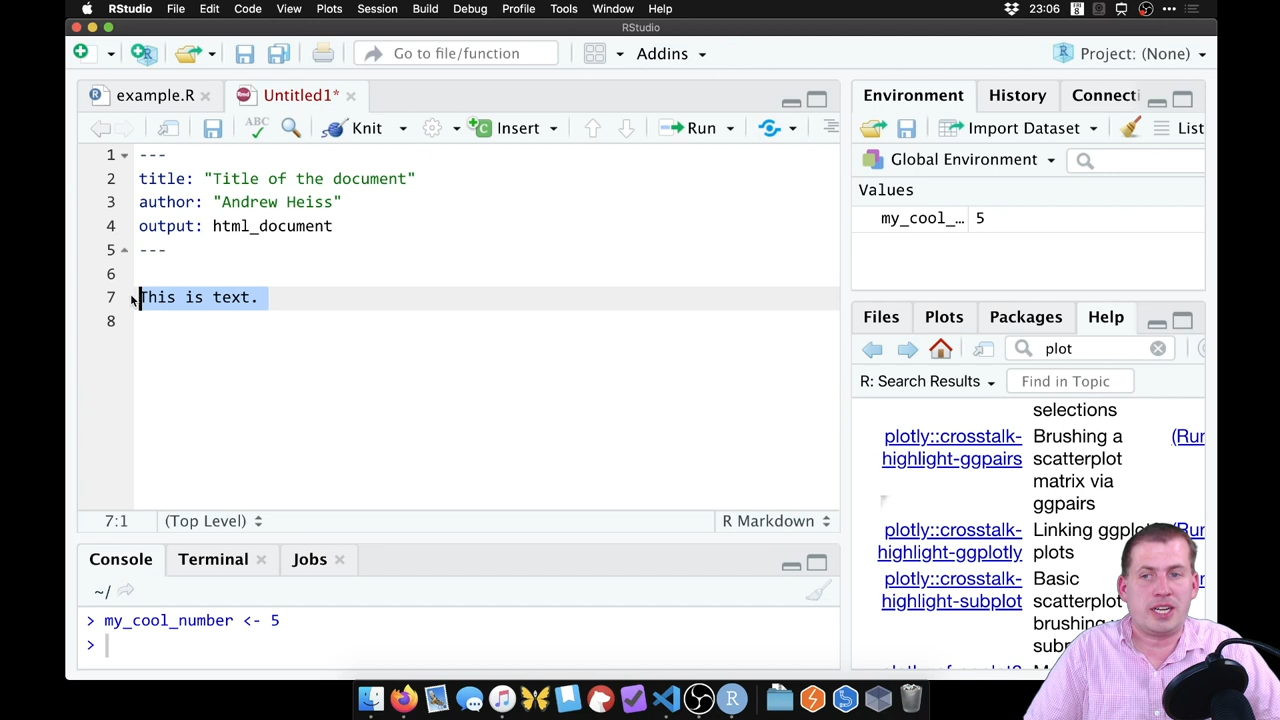 RStudio File Edit Code View Plots Session Build Debug Profile Tools Window Help 23:06
RStudio
Go to file/function Addins Project: (None)
example.R Untitled1*
ABC Knit Insert Run
1 ---
2 title: "Title of the document"
3 author: "Andrew Heiss"
4 output: html_document
5 ---
6
7 This is text.
8
7:1 (Top Level) R Markdown
Console Terminal Jobs
~/
> my_cool_number <- 5
>
Environment History Connecti
Import Dataset List
Global Environment
Values
my_cool_… 5
Files Plots Packages Help
plot
R: Search Results Find in Topic
selections
plotly::crosstalk-highlight-ggpairs Brushing a scatterplot matrix via ggpairs (Rur
plotly::crosstalk-highlight-ggplotly Linking ggplo plots
plotly::crosstalk-highlight-subplot Basic scatterplot brushing